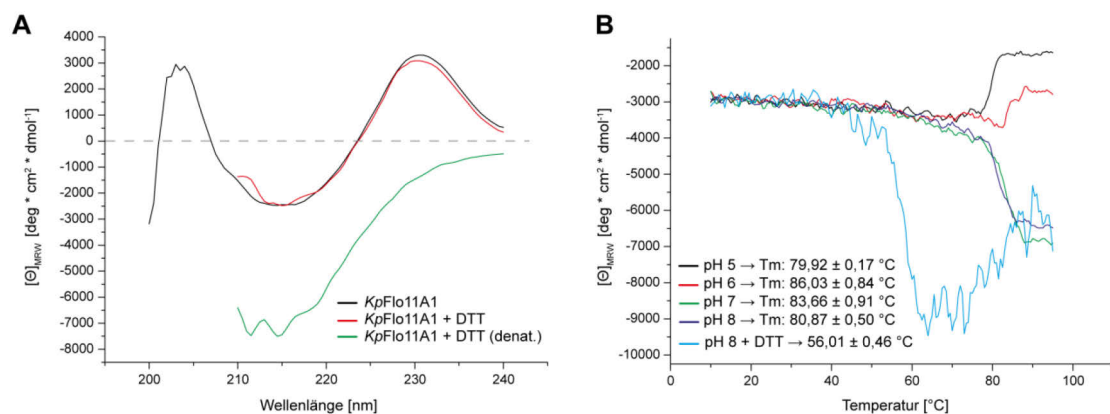 A
4000
3000
2000
1000
0
-1000
-2000
-3000
-4000
-5000
-6000
-7000
-8000
[Θ]MRW [deg * cm² * dmol⁻¹]
KpFlo11A1
KpFlo11A1 + DTT
KpFlo11A1 + DTT (denat.)
200 210 220 230 240
Wellenlänge [nm]
B
-2000
-3000
-4000
-5000
-6000
-7000
-8000
-9000
-10000
[Θ]MRW [deg * cm² * dmol⁻¹]
pH 5 → Tm: 79,92 ± 0,17 °C
pH 6 → Tm: 86,03 ± 0,84 °C
pH 7 → Tm: 83,66 ± 0,91 °C
pH 8 → Tm: 80,87 ± 0,50 °C
pH 8 + DTT → 56,01 ± 0,46 °C
0 20 40 60 80 100
Temperatur [°C]